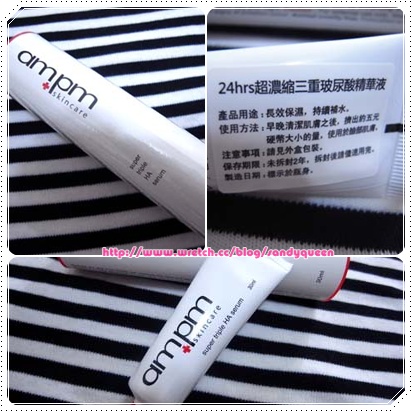 ampm
skincare
super
triple
HA
serum
24hrs超濃縮三重玻尿酸精華液
產品用途：長效保濕，持續補水。
使用方法：早晚清潔肌膚之後，擠出約五元
硬幣大小的量，使用於臉部肌膚。
注意事項：請見外盒包裝。
保存期限：未拆封2年，拆封後請儘速用完。
製造日期：標示於瓶身。
http://www.wretch.cc/blog/sandyqueen
30ml
ampm
skincare
super triple HA serum
30ml